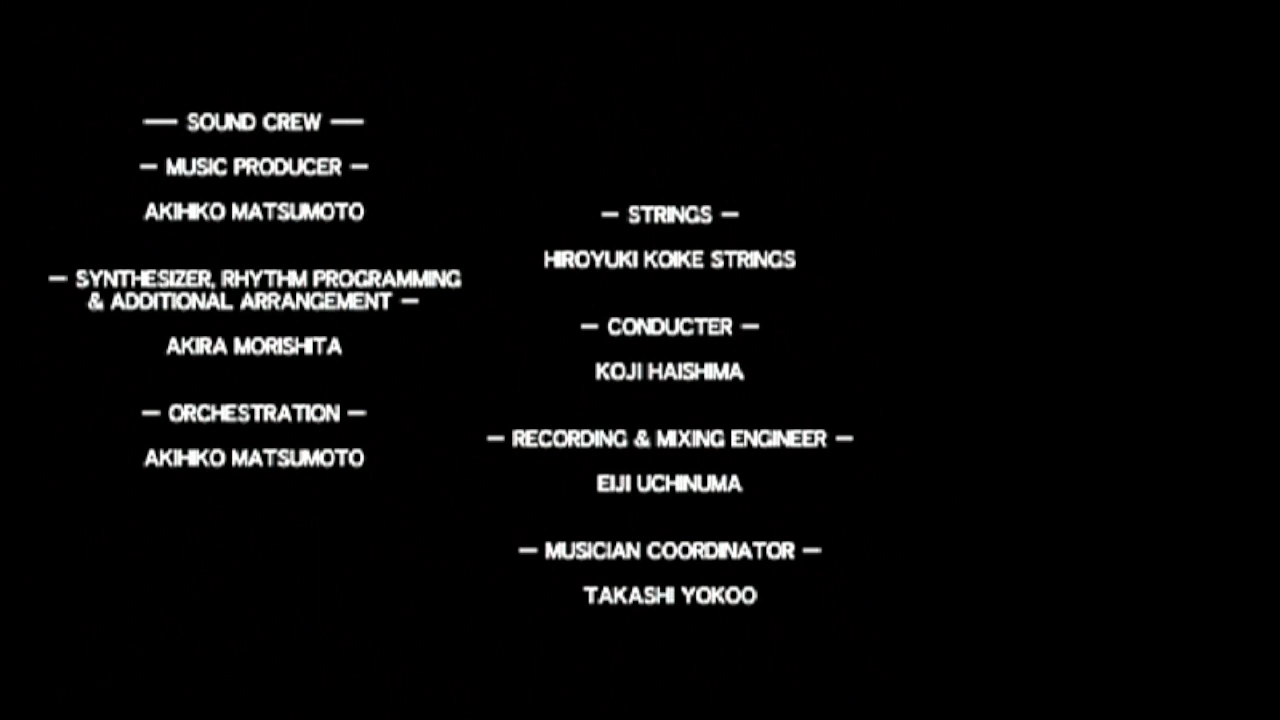 — SOUND CREW —
– MUSIC PRODUCER –
AKIHIKO MATSUMOTO
– SYNTHESIZER, RHYTHM PROGRAMMING
& ADDITIONAL ARRANGEMENT –
AKIRA MORISHITA
– ORCHESTRATION –
AKIHIKO MATSUMOTO
– STRINGS –
HIROYUKI KOIKE STRINGS
– CONDUCTER –
KOJI HAISHIMA
– RECORDING & MIXING ENGINEER –
EIJI UCHINUMA
– MUSICIAN COORDINATOR –
TAKASHI YOKOO